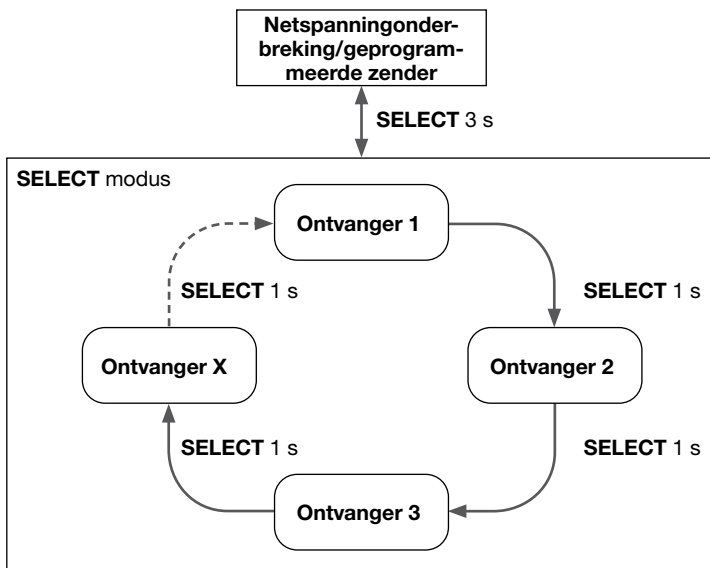 Netspanningonder-
breking/geprogram-
meerde zender
SELECT 3 s
SELECT modus
Ontvanger 1
SELECT 1 s
SELECT 1 s
Ontvanger X
Ontvanger 2
SELECT 1 s
SELECT 1 s
Ontvanger 3